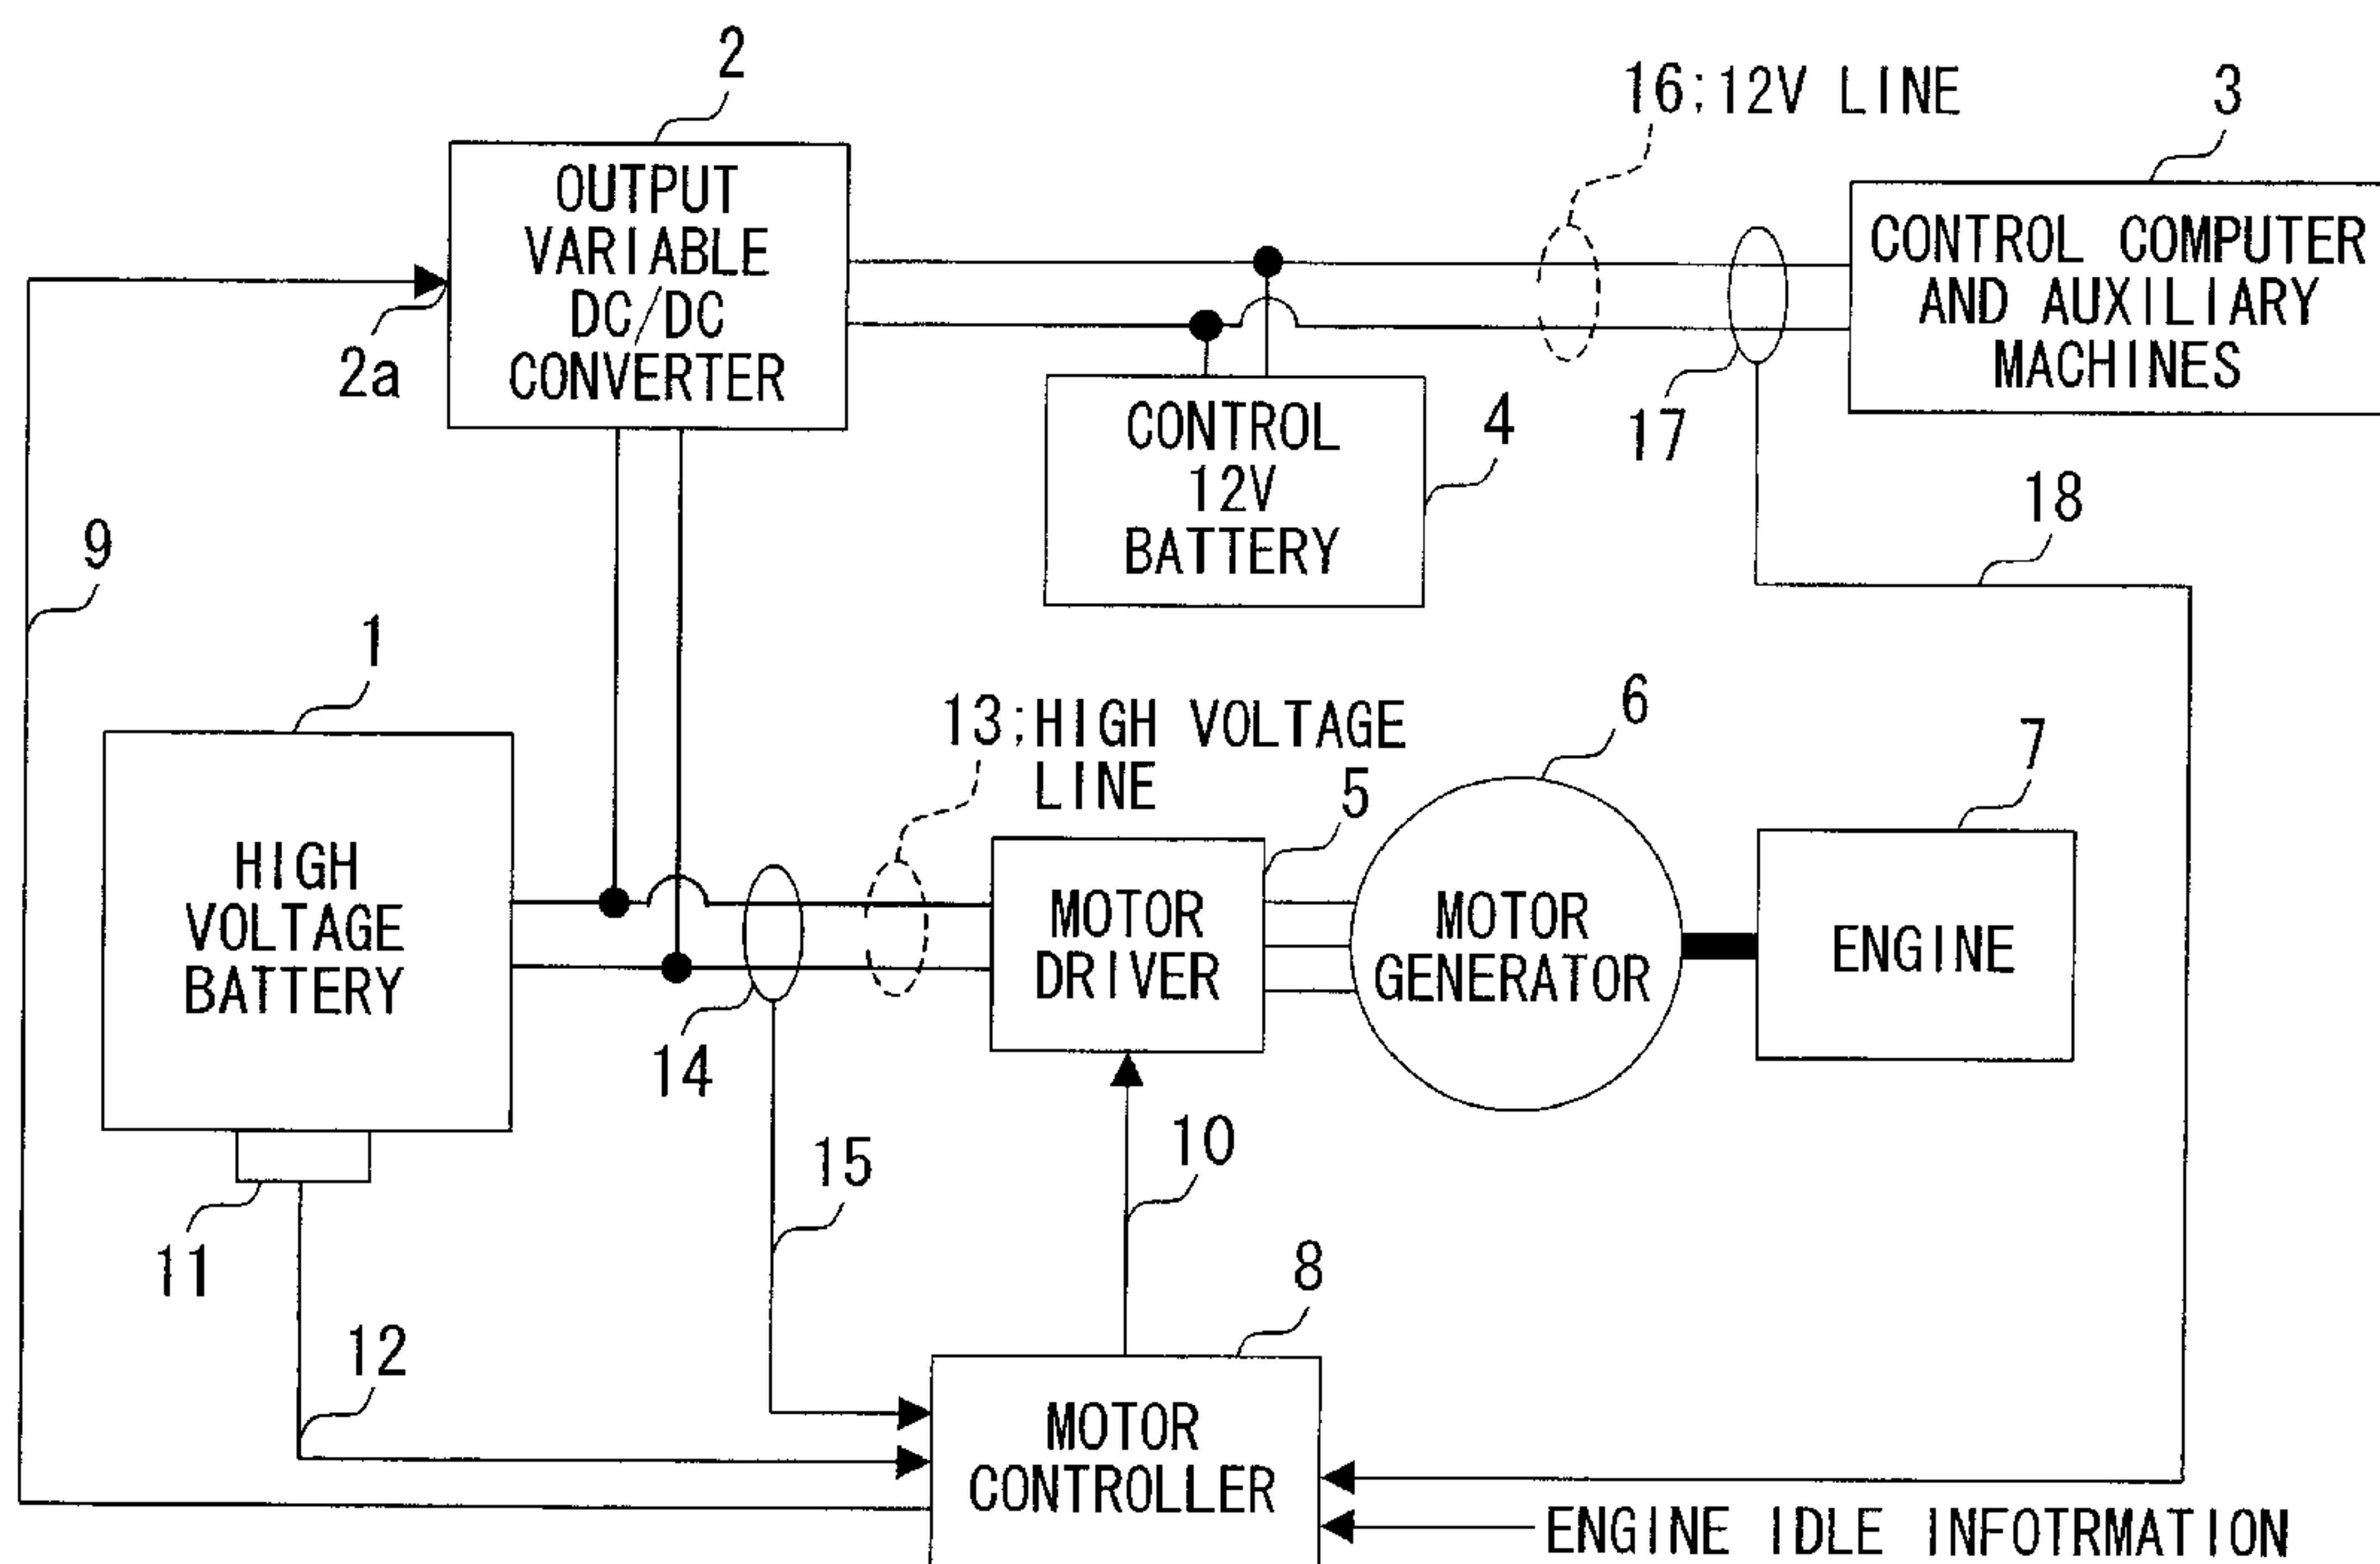 2
16;12V LINE
3
OUTPUT
VARIABLE
DC/DC
CONVERTER
2a
CONTROL COMPUTER
AND AUXILIARY
MACHINES
17
CONTROL
12V
BATTERY
4
18
9
1
13;HIGH VOLTAGE
LINE
5
6
7
HIGH
VOLTAGE
BATTERY
MOTOR
DRIVER
MOTOR
GENERATOR
ENGINE
14
11
15
10
12
8
MOTOR
CONTROLLER
ENGINE IDLE INFOTRMATION